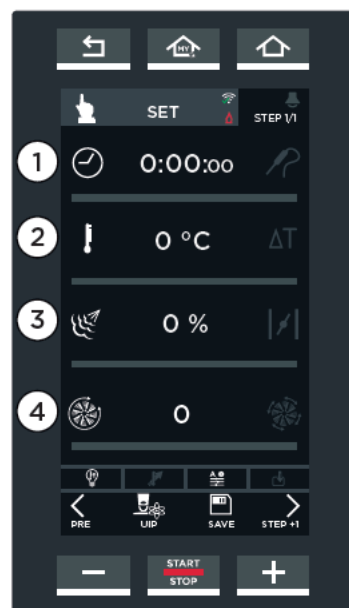 MY
SET
STEP 1/1
1
0:00:00
2
0 °C
ΔT
3
0 %
4
0
PRE
UIP
SAVE
STEP +1
−
START
STOP
+